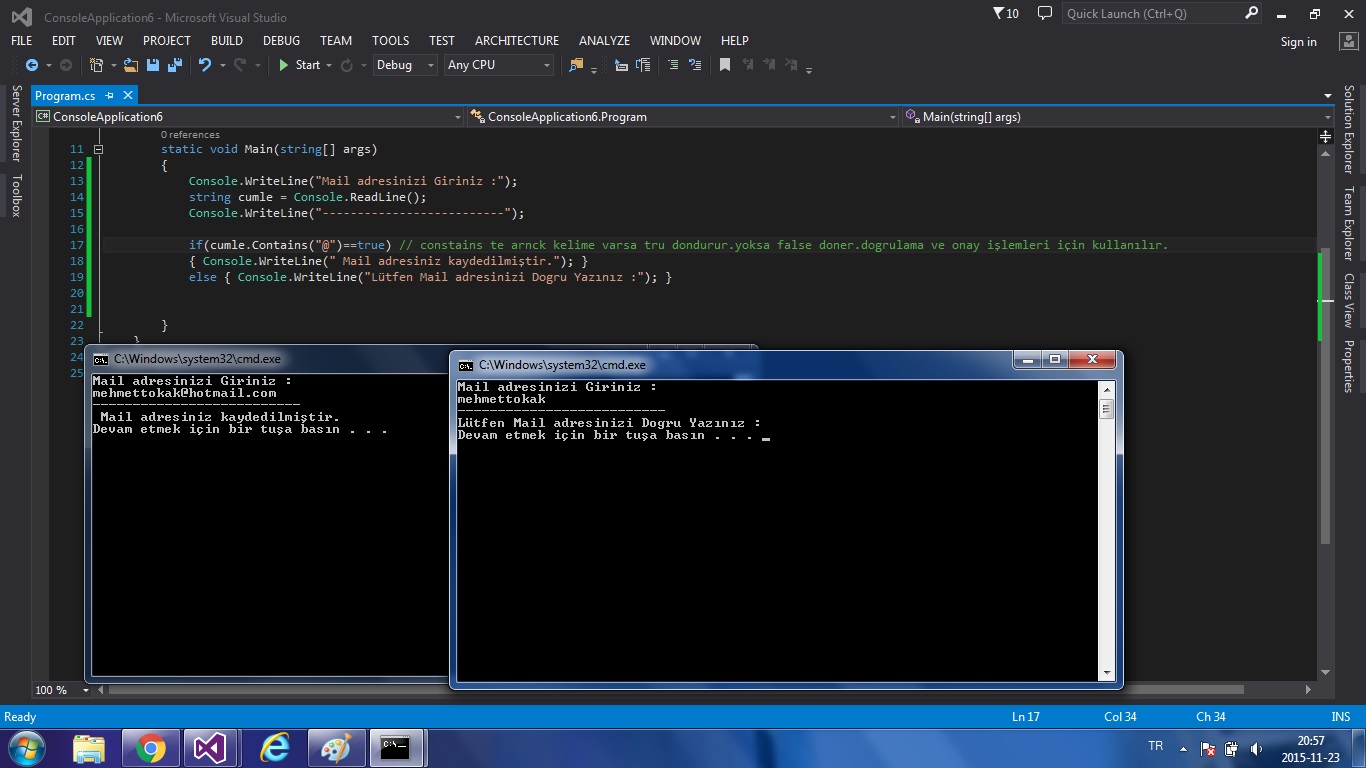 ConsoleApplication6 - Microsoft Visual Studio
10
Quick Launch (Ctrl+Q)
FILE EDIT VIEW PROJECT BUILD DEBUG TEAM TOOLS TEST ARCHITECTURE ANALYZE WINDOW HELP
Sign in
Start Debug Any CPU
Server Explorer
Toolbox
Program.cs
C# ConsoleApplication6 ConsoleApplication6.Program Main(string[] args)
0 references
11 static void Main(string[] args)
12 {
13 Console.WriteLine("Mail adresinizi Giriniz :");
14 string cumle = Console.ReadLine();
15 Console.WriteLine("--------------------------");
16
17 if(cumle.Contains("@")==true) // constains te arnck kelime varsa tru dondurur.yoksa false doner.dogrulama ve onay işlemleri için kullanılır.
18 { Console.WriteLine(" Mail adresiniz kaydedilmiştir."); }
19 else { Console.WriteLine("Lütfen Mail adresinizi Dogru Yazınız :"); }
20
21
22 }
23 }
24
25
Solution Explorer
Team Explorer
Class View
Properties
C:\Windows\system32\cmd.exe
Mail adresinizi Giriniz :
mehmettokak@hotmail.com
--------------------------
Mail adresiniz kaydedilmiştir.
Devam etmek için bir tuşa basın . . .
C:\Windows\system32\cmd.exe
Mail adresinizi Giriniz :
mehmettokak
--------------------------
Lütfen Mail adresinizi Dogru Yazınız :
Devam etmek için bir tuşa basın . . . _
100 %
Ready Ln 17 Col 34 Ch 34 INS
TR
20:57
2015-11-23